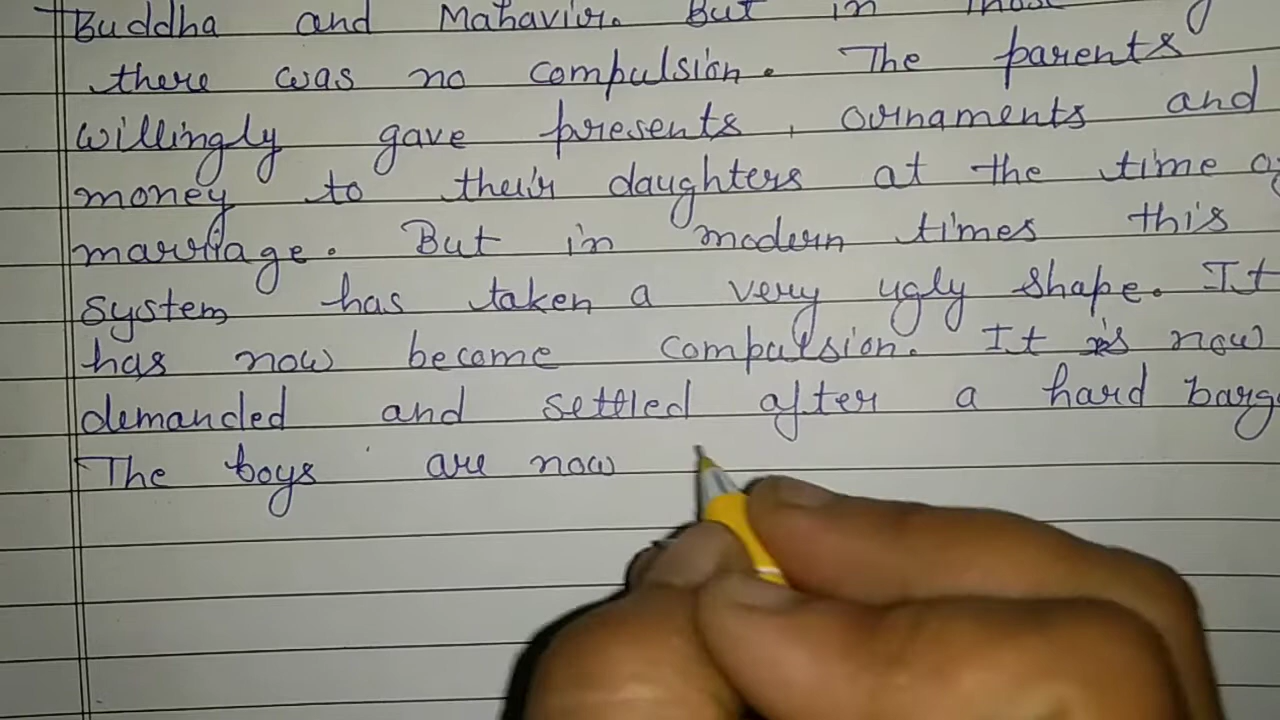 Buddha and Mahavir. But in those
there was no compulsion. The parents
willingly gave presents, ornaments and
money to their daughters at the time of
marriage. But in modern times this
system has taken a very ugly shape. It
has now become compulsion. It is now
demanded and settled after a hard barg
The boys are now